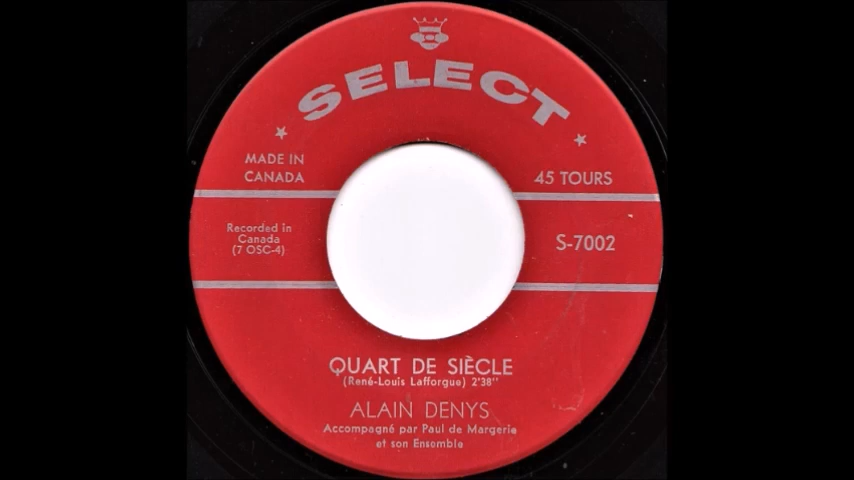 SELECT
MADE IN
CANADA
45 TOURS
Recorded in
Canada
(7 OSC-4)
S-7002
QUART DE SIÈCLE
(René-Louis Lafforgue) 2'38"
ALAIN DENYS
Accompagné par Paul de Margerie
et son Ensemble